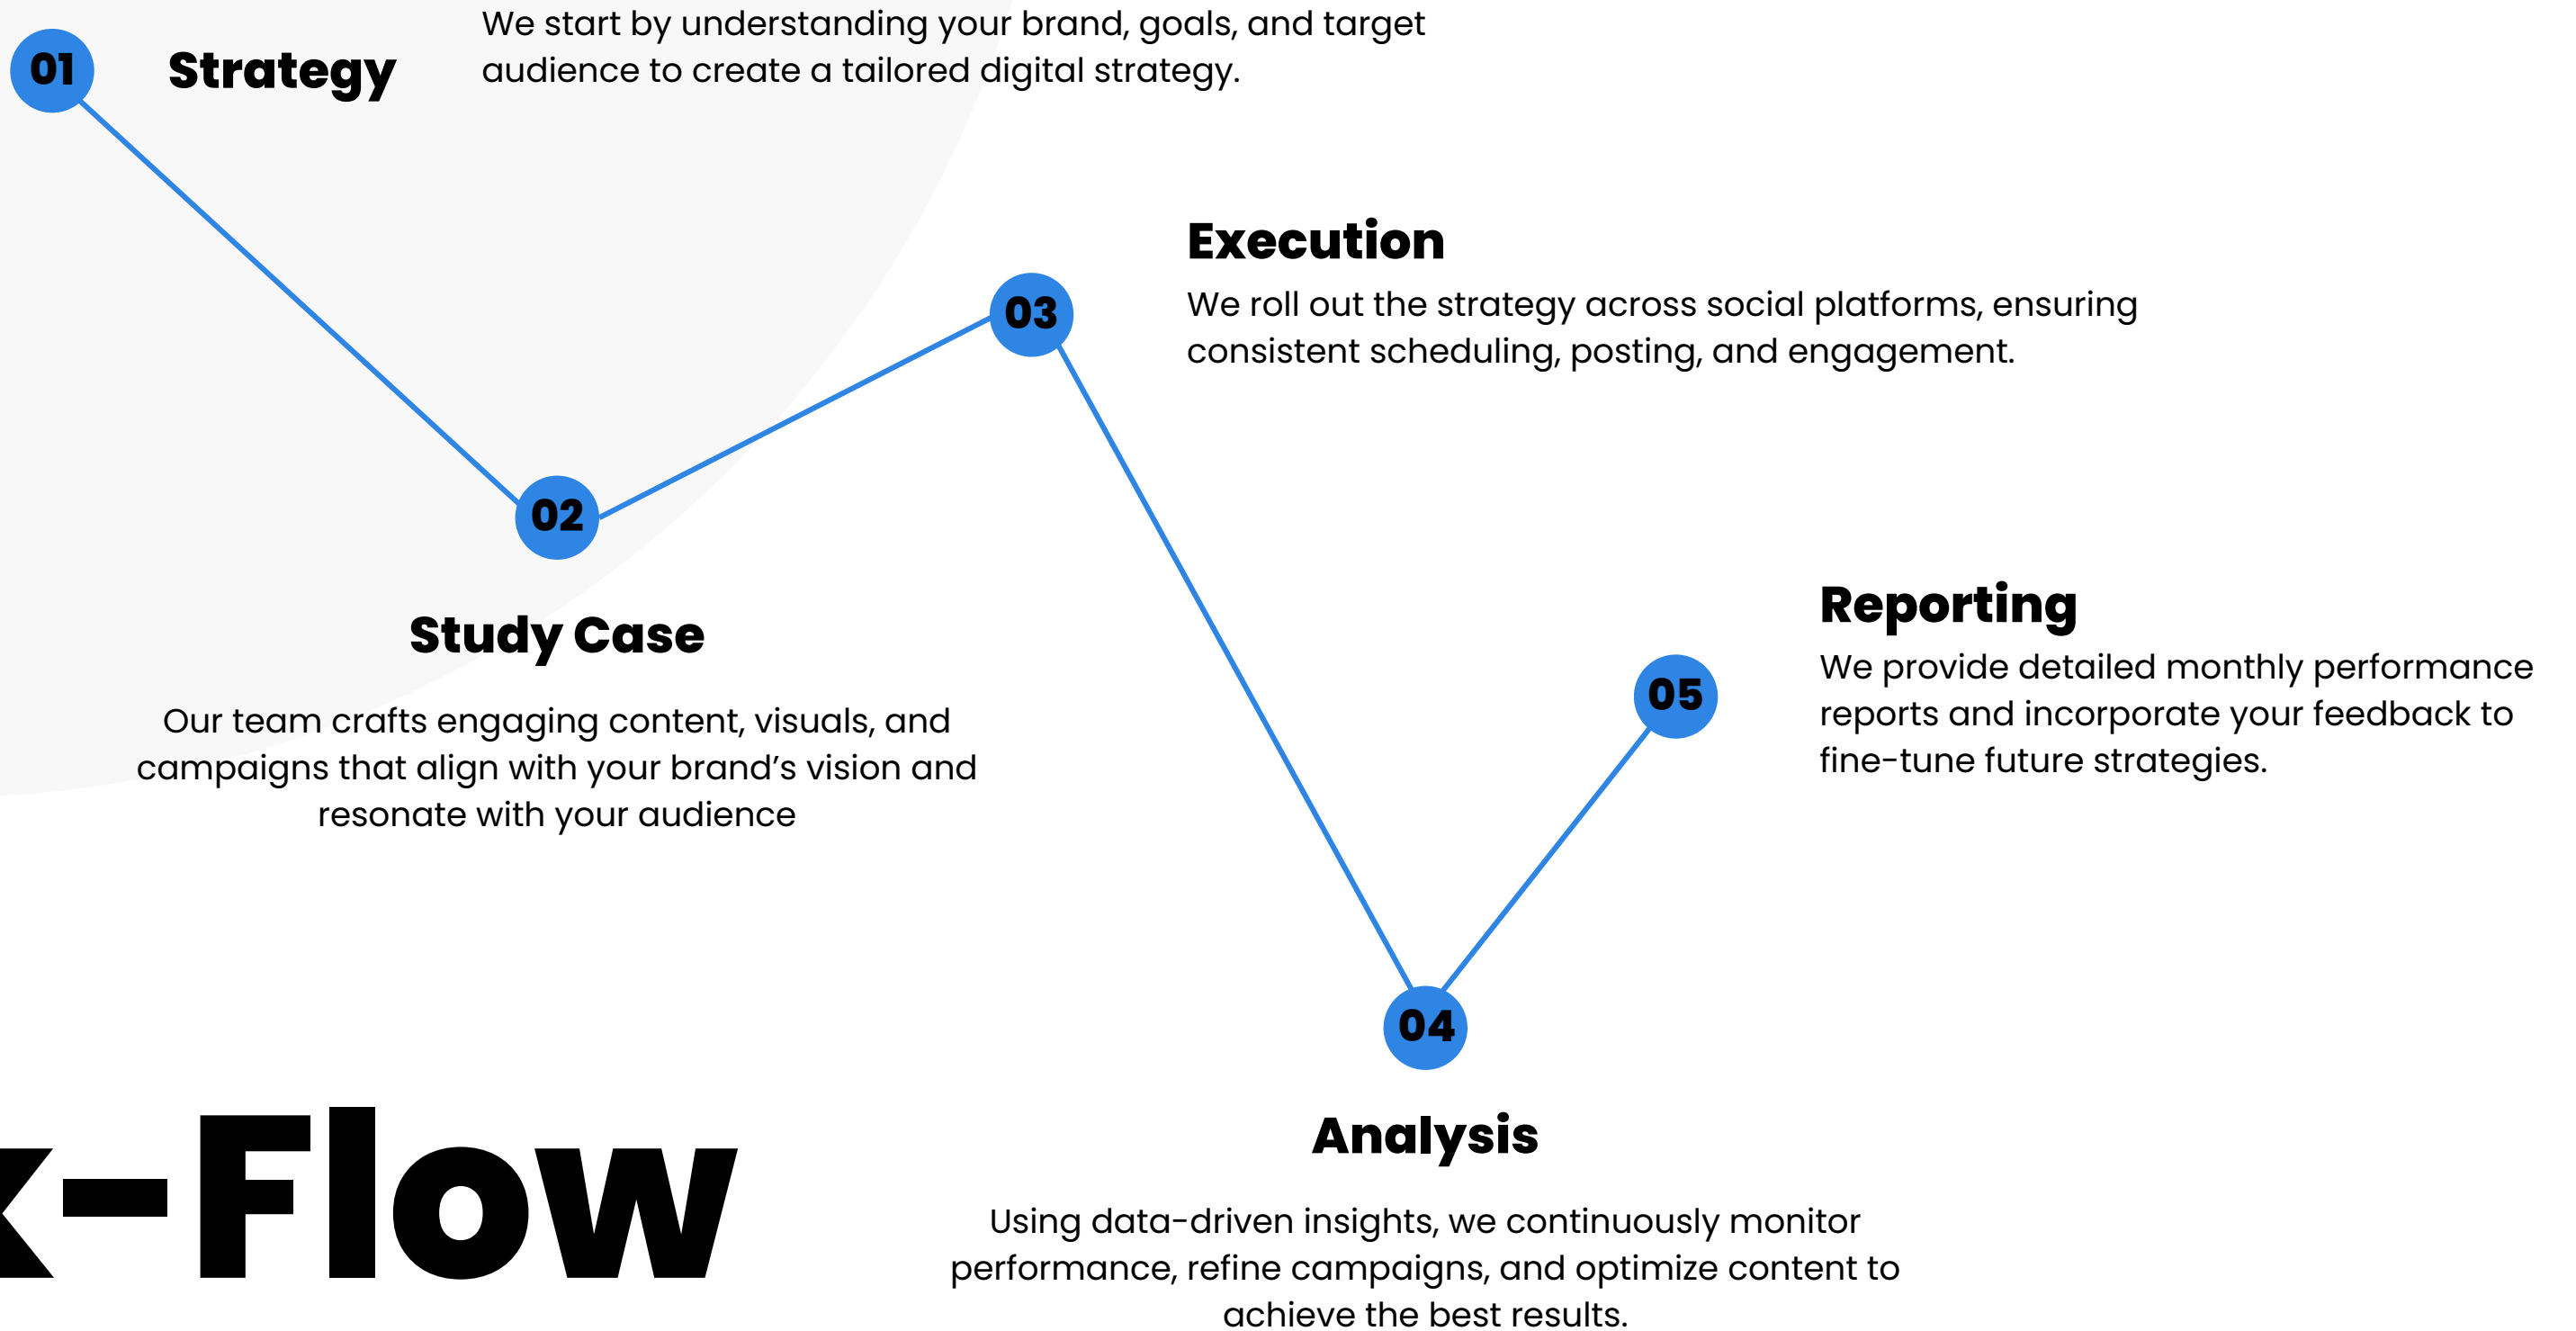 01
Strategy
We start by understanding your brand, goals, and target
audience to create a tailored digital strategy.
02
Study Case
Our team crafts engaging content, visuals, and
campaigns that align with your brand’s vision and
resonate with your audience
03
Execution
We roll out the strategy across social platforms, ensuring
consistent scheduling, posting, and engagement.
04
Analysis
Using data-driven insights, we continuously monitor
performance, refine campaigns, and optimize content to
achieve the best results.
05
Reporting
We provide detailed monthly performance
reports and incorporate your feedback to
fine-tune future strategies.
k-Flow